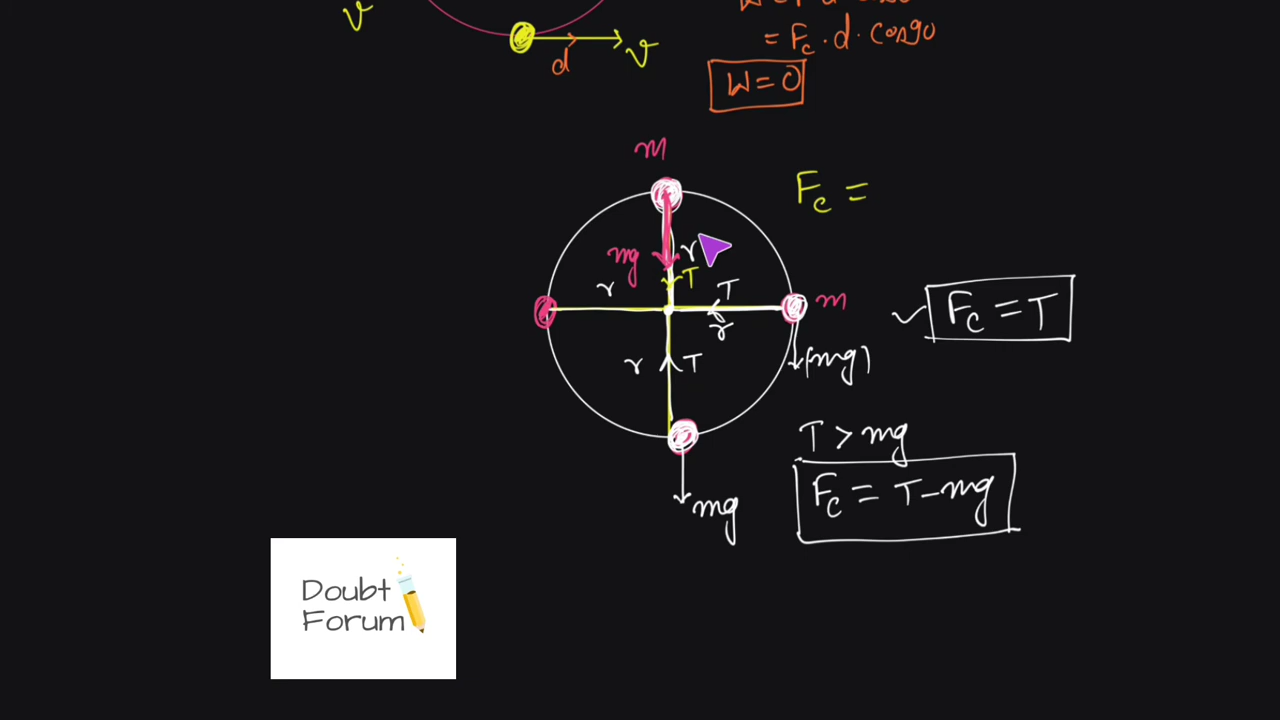 v
d
v
= Fc · d · cos90
W = 0
m
Fc =
mg
r
T
r
T
r
m
Fc = T
(mg)
r
T
T > mg
Fc = T - mg
mg
Doubt
Forum